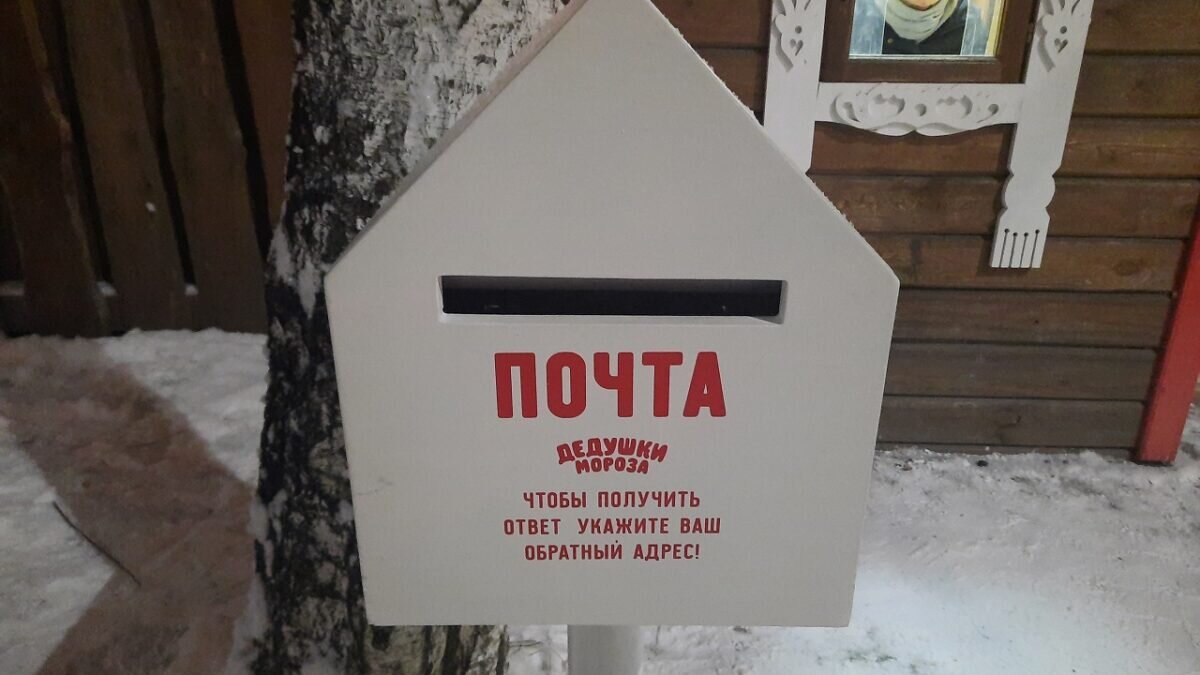 ПОЧТА
ДЕДУШКИ
МОРОЗА
ЧТОБЫ ПОЛУЧИТЬ
ОТВЕТ УКАЖИТЕ ВАШ
ОБРАТНЫЙ АДРЕС!